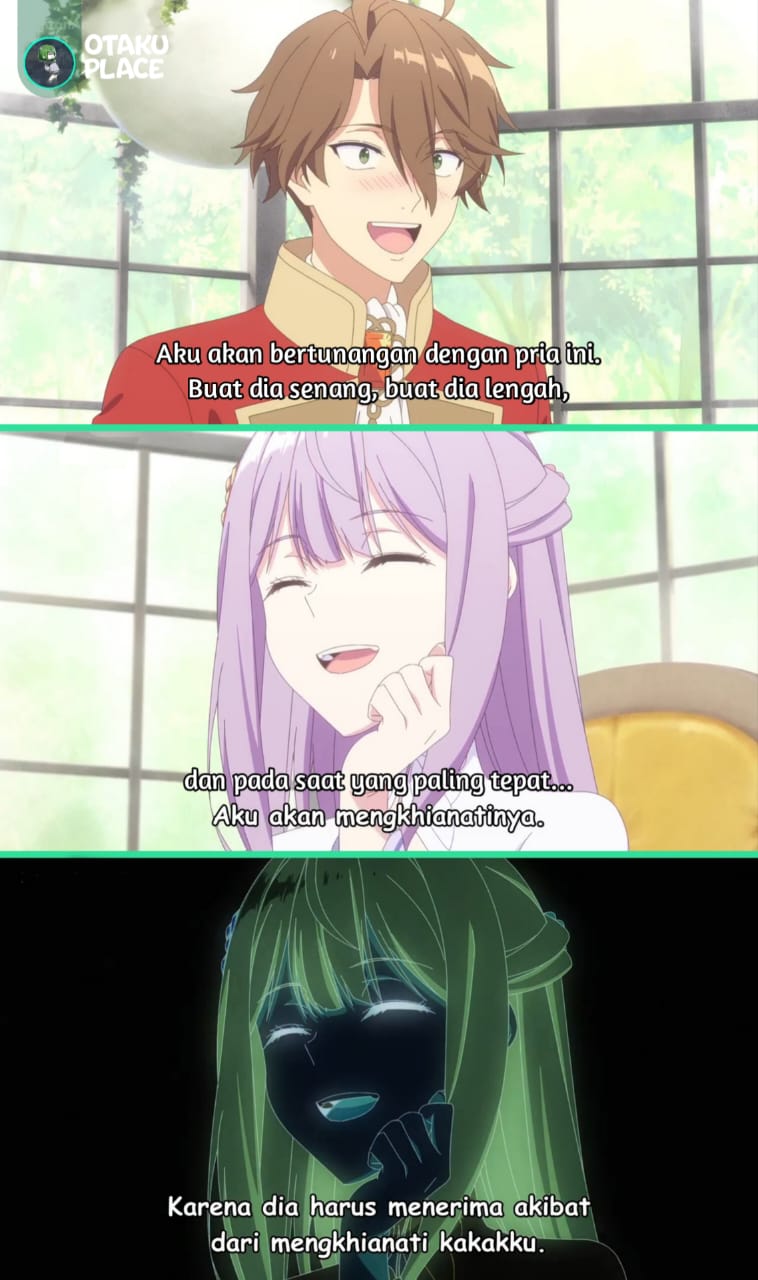 OTAKU
PLACE
Aku akan bertunangan dengan pria ini.
Buat dia senang, buat dia lengah,
dan pada saat yang paling tepat...
Aku akan mengkhianatinya.
Karena dia harus menerima akibat
dari mengkhianati kakakku.